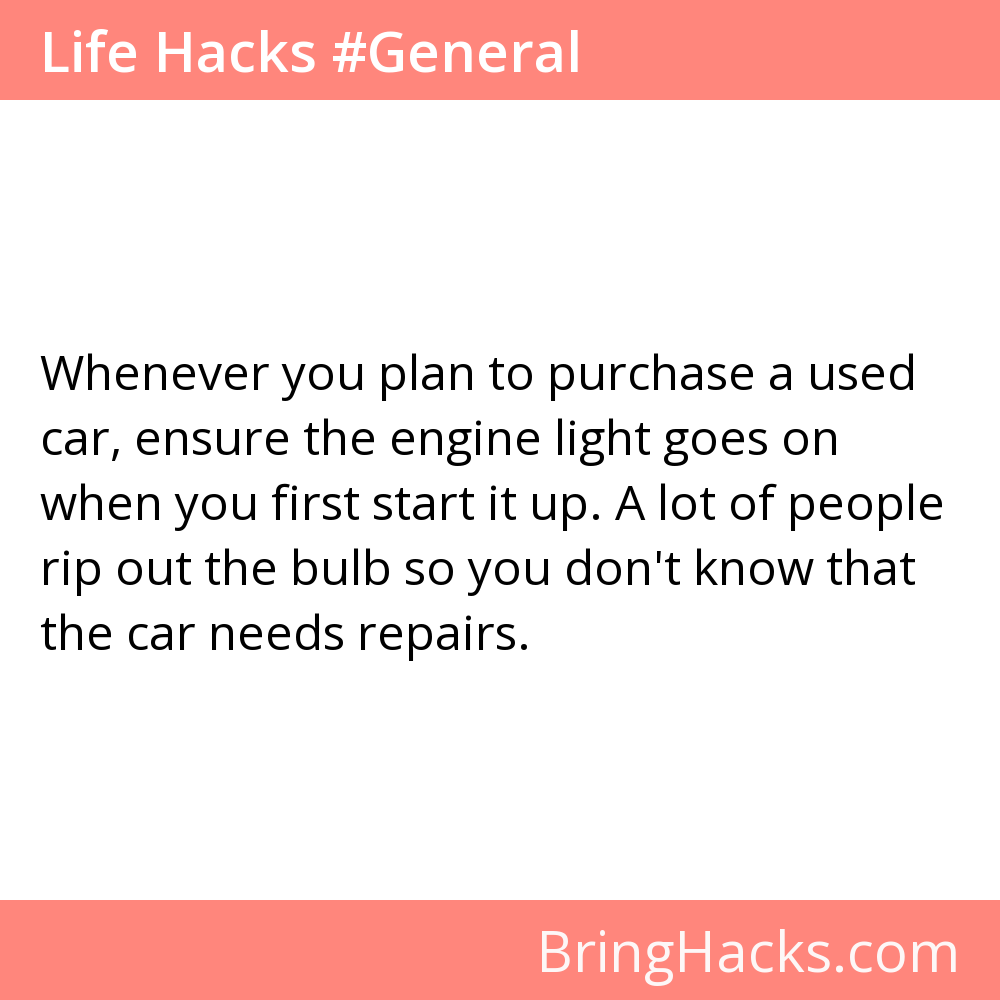 Life Hacks #General
Whenever you plan to purchase a used
car, ensure the engine light goes on
when you first start it up. A lot of people
rip out the bulb so you don't know that
the car needs repairs.
BringHacks.com